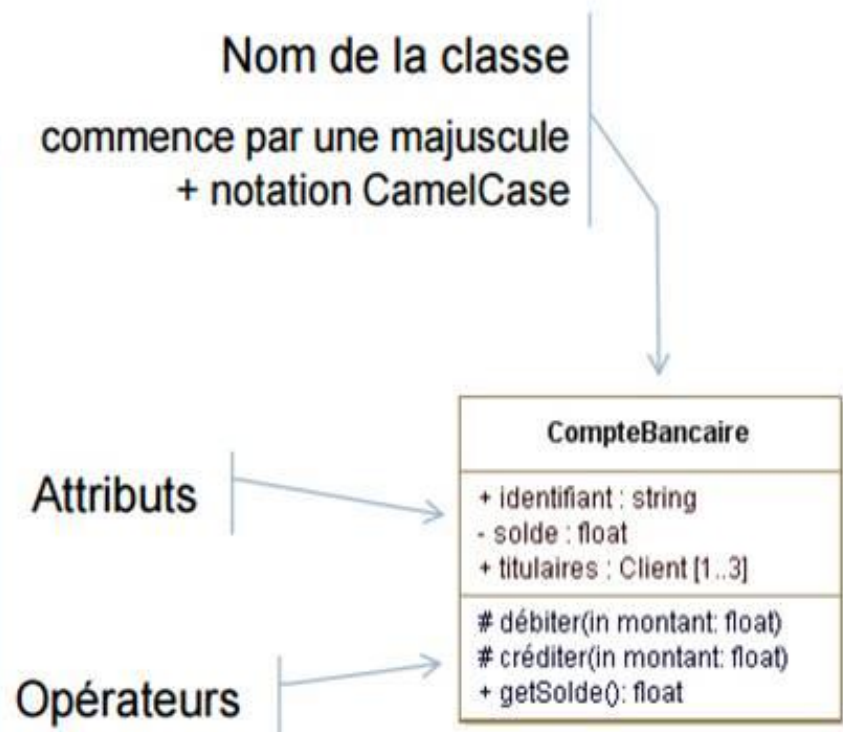 Nom de la classe
commence par une majuscule
+ notation CamelCase
CompteBancaire
Attributs
+ identifiant : string
- solde : float
+ titulaires : Client [1..3]
# débiter(in montant: float)
# créditer(in montant: float)
+ getSolde(): float
Opérateurs